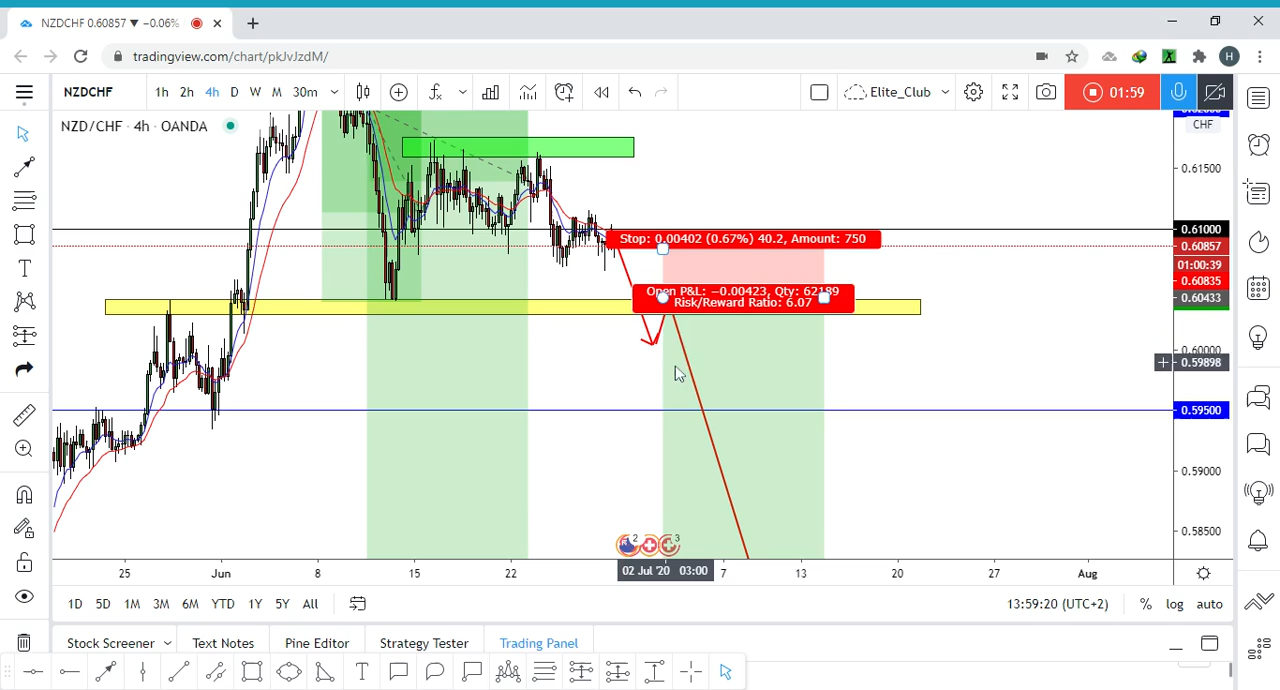 NZDCHF 0.60857 ▼ −0.06%
tradingview.com/chart/pkJvJzdM/
H
NZDCHF 1h 2h 4h D W M 30m Elite_Club 01:59
NZD/CHF · 4h · OANDA
CHF
0.61500
0.61000
Stop: 0.00402 (0.67%) 40.2, Amount: 750
0.60857
01:00:39
0.60835
Open P&L: −0.00423, Qty: 62189
Risk/Reward Ratio: 6.07
0.60433
0.60000
0.59898
0.59500
0.59000
0.58500
2 3
02 Jul '20 03:00
25 Jun 8 15 22 7 13 20 27 Aug
1D 5D 1M 3M 6M YTD 1Y 5Y All 13:59:20 (UTC+2) % log auto
Stock Screener Text Notes Pine Editor Strategy Tester Trading Panel